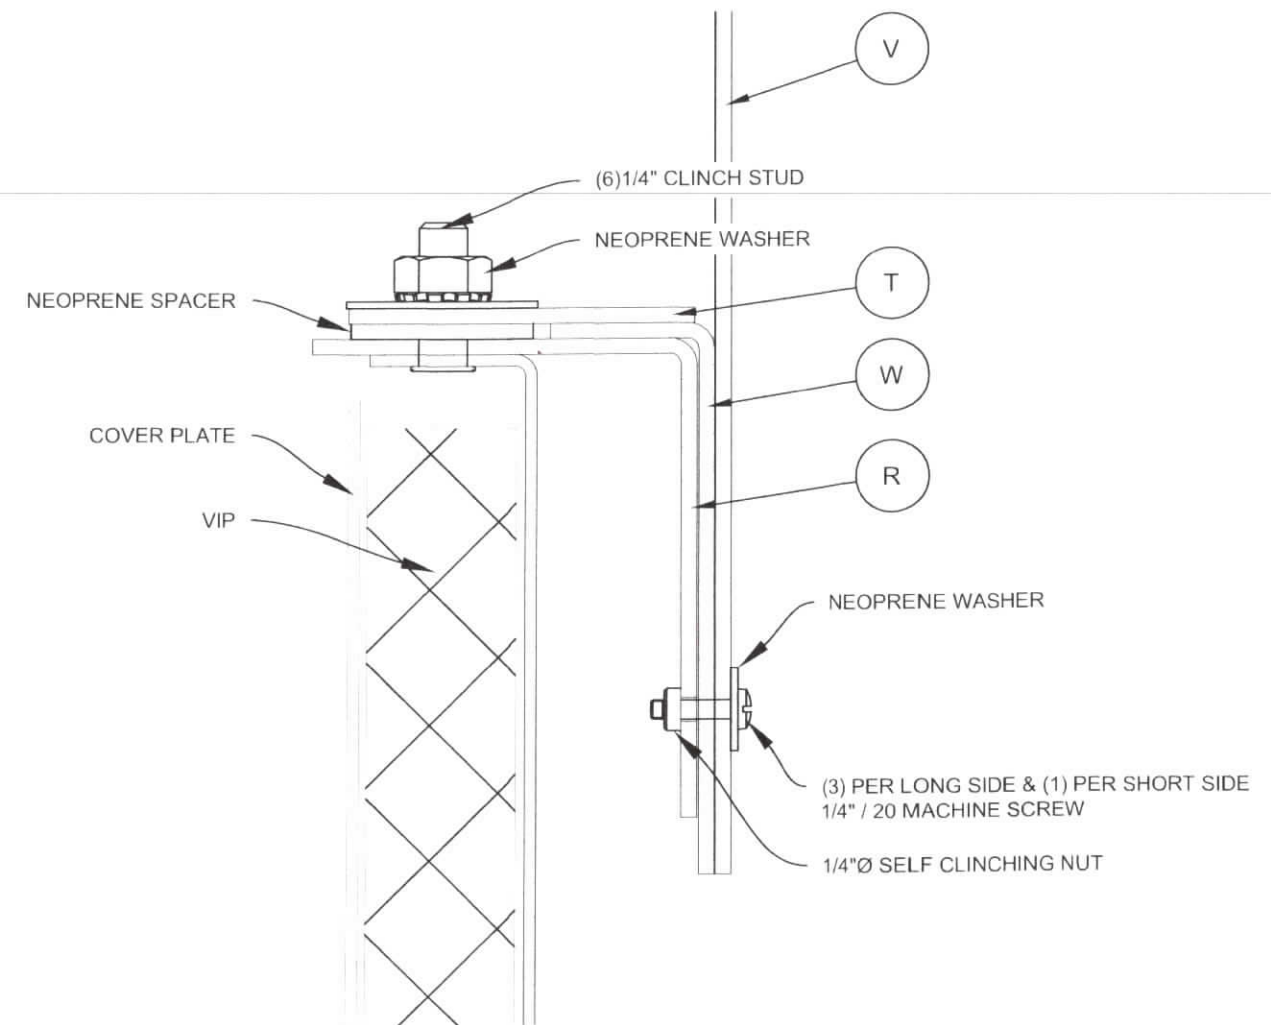 V
(6)1/4" CLINCH STUD
NEOPRENE WASHER
NEOPRENE SPACER
T
W
COVER PLATE
R
VIP
NEOPRENE WASHER
(3) PER LONG SIDE & (1) PER SHORT SIDE
1/4" / 20 MACHINE SCREW
1/4"Ø SELF CLINCHING NUT